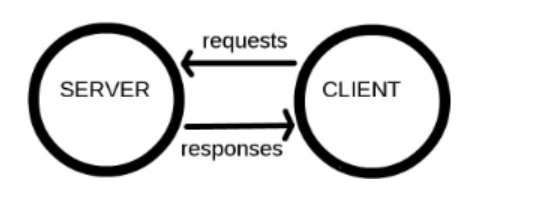 requests
SERVER
CLIENT
responses